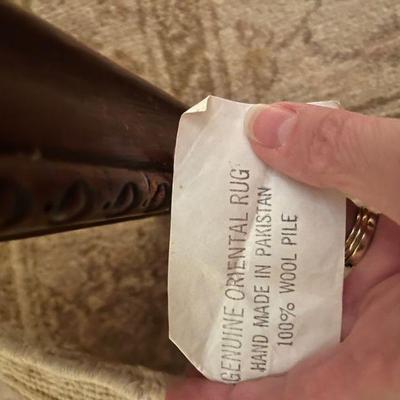 GENUINE ORIENTAL RUG
HAND MADE IN PAKISTAN
100% WOOL PILE